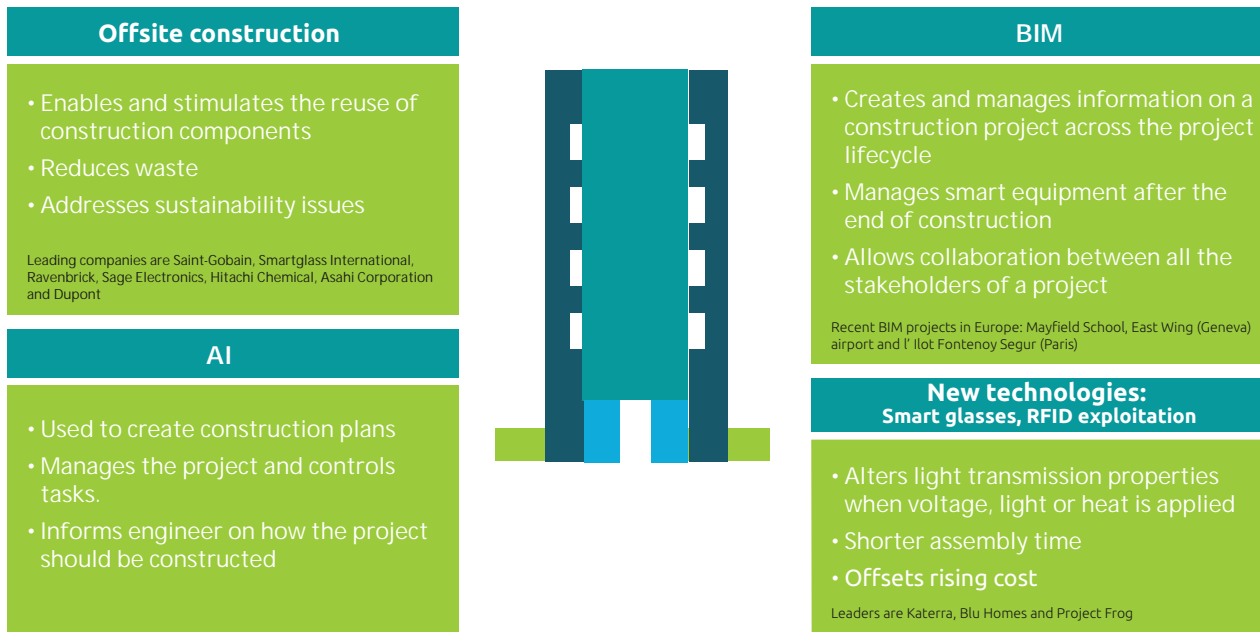 Offsite construction
• Enables and stimulates the reuse of
construction components
• Reduces waste
• Addresses sustainability issues
Leading companies are Saint-Gobain, Smartglass International,
Ravenbrick, Sage Electronics, Hitachi Chemical, Asahi Corporation
and Dupont
AI
• Used to create construction plans
• Manages the project and controls
tasks.
• Informs engineer on how the project
should be constructed
BIM
• Creates and manages information on a
construction project across the project
lifecycle
• Manages smart equipment after the
end of construction
• Allows collaboration between all the
stakeholders of a project
Recent BIM projects in Europe: Mayfield School, East Wing (Geneva)
airport and l’ Ilot Fontenoy Segur (Paris)
New technologies:
Smart glasses, RFID exploitation
• Alters light transmission properties
when voltage, light or heat is applied
• Shorter assembly time
• Offsets rising cost
Leaders are Katerra, Blu Homes and Project Frog